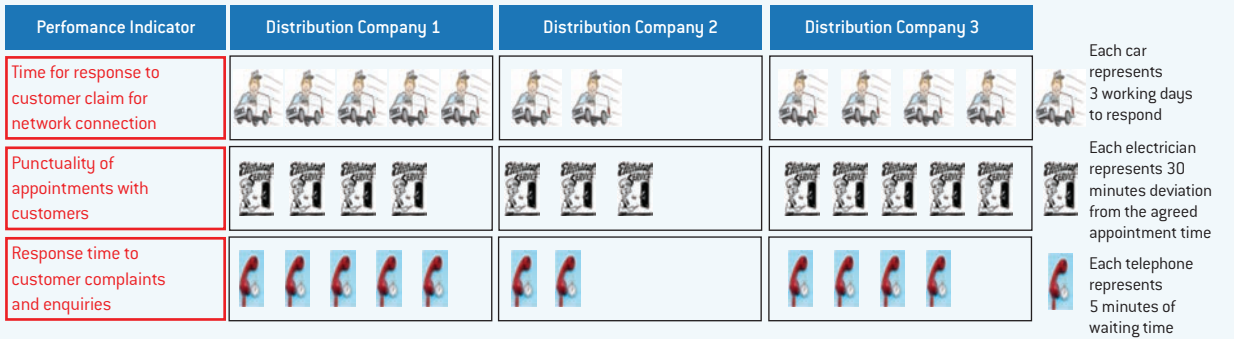 Perfomance Indicator
Distribution Company 1
Distribution Company 2
Distribution Company 3
Time for response to
customer claim for
network connection
Each car
represents
3 working days
to respond
Punctuality of
appointments with
customers
Each electrician
represents 30
minutes deviation
from the agreed
appointment time
Response time to
customer complaints
and enquiries
Each telephone
represents
5 minutes of
waiting time